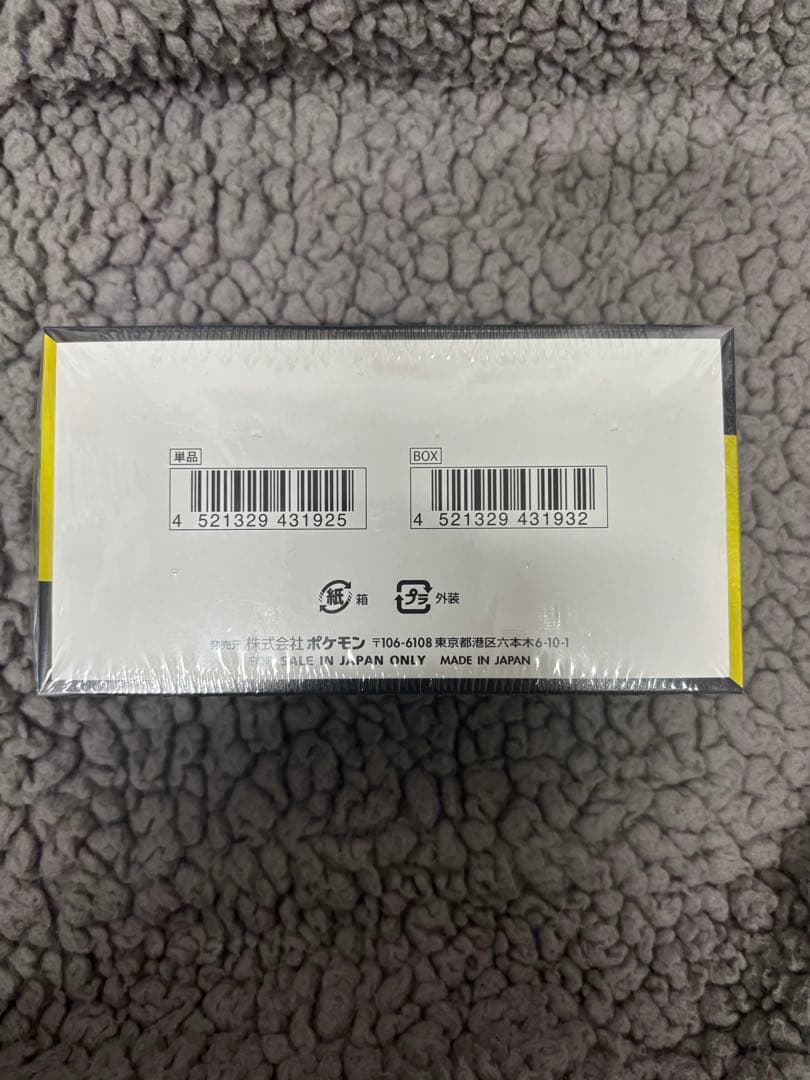 単品
BOX
4 521329 431925
4 521329 431932
紙 箱
プラ 外装
発売元 株式会社ポケモン 〒106-6108 東京都港区六本木6-10-1
FOR SALE IN JAPAN ONLY MADE IN JAPAN